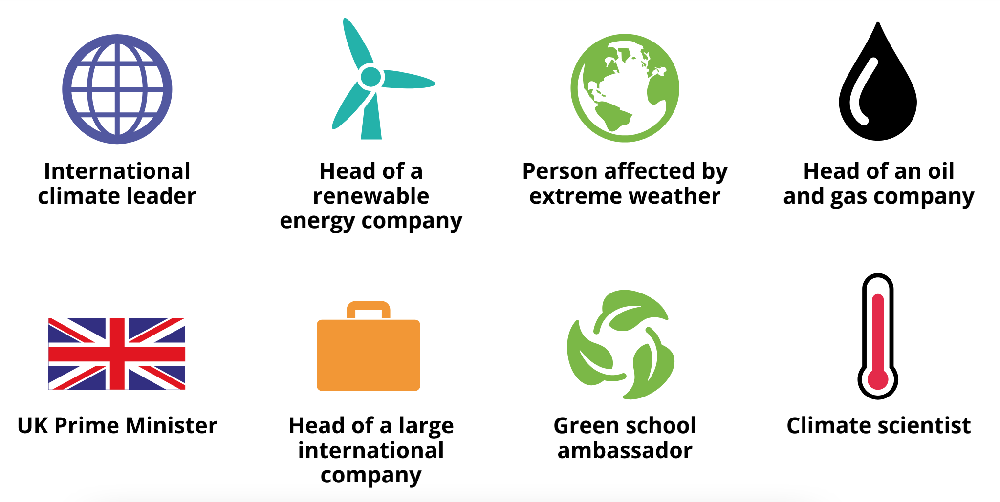 International
climate leader
Head of a
renewable
energy company
Person affected by
extreme weather
Head of an oil
and gas company
UK Prime Minister
Head of a large
international
company
Green school
ambassador
Climate scientist